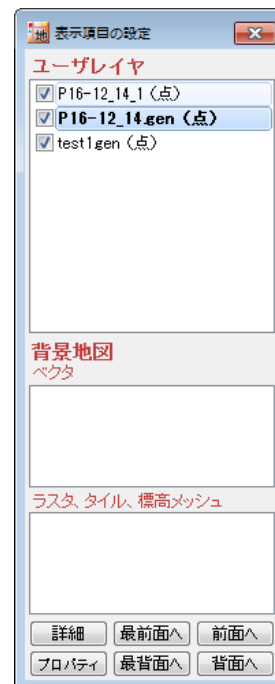 地 表示項目の設定
ユーザレイヤ
P16-12_14_1（点）
P16-12_14.gen（点）
test1.gen（点）
背景地図
ベクタ
ラスタ、タイル、標高メッシュ
詳細 最前面へ 前面へ
プロパティ 最背面へ 背面へ